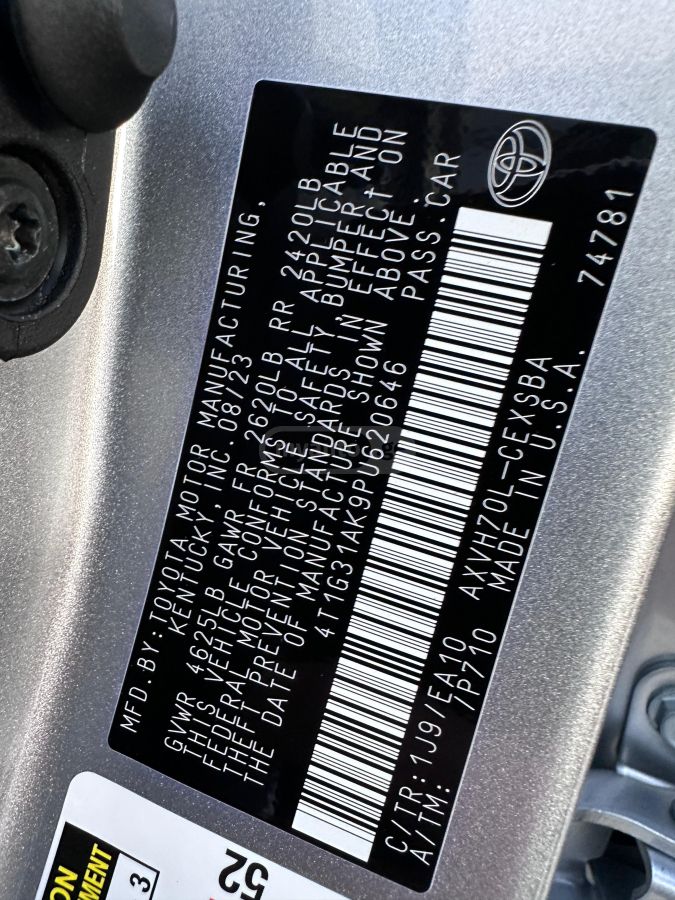 MFD.BY:TOYOTA MOTOR MANUFACTURING,
KENTUCKY, INC. 08/23
GVWR 4625LB GAWR FR 2620LB RR 2420LB
THIS VEHICLE CONFORMS TO ALL APPLICABLE
FEDERAL MOTOR VEHICLE SAFETY, BUMPER, AND
THEFT PREVENTION STANDARDS IN EFFECT ON
THE DATE OF MANUFACTURE SHOWN ABOVE.
4T1G31AK9PU620646 PASS.CAR
C/TR:1J9/EA10 AXVH70L-CEXSBA
A/TM: /P710 MADE IN U.S.A. 74781
52
3